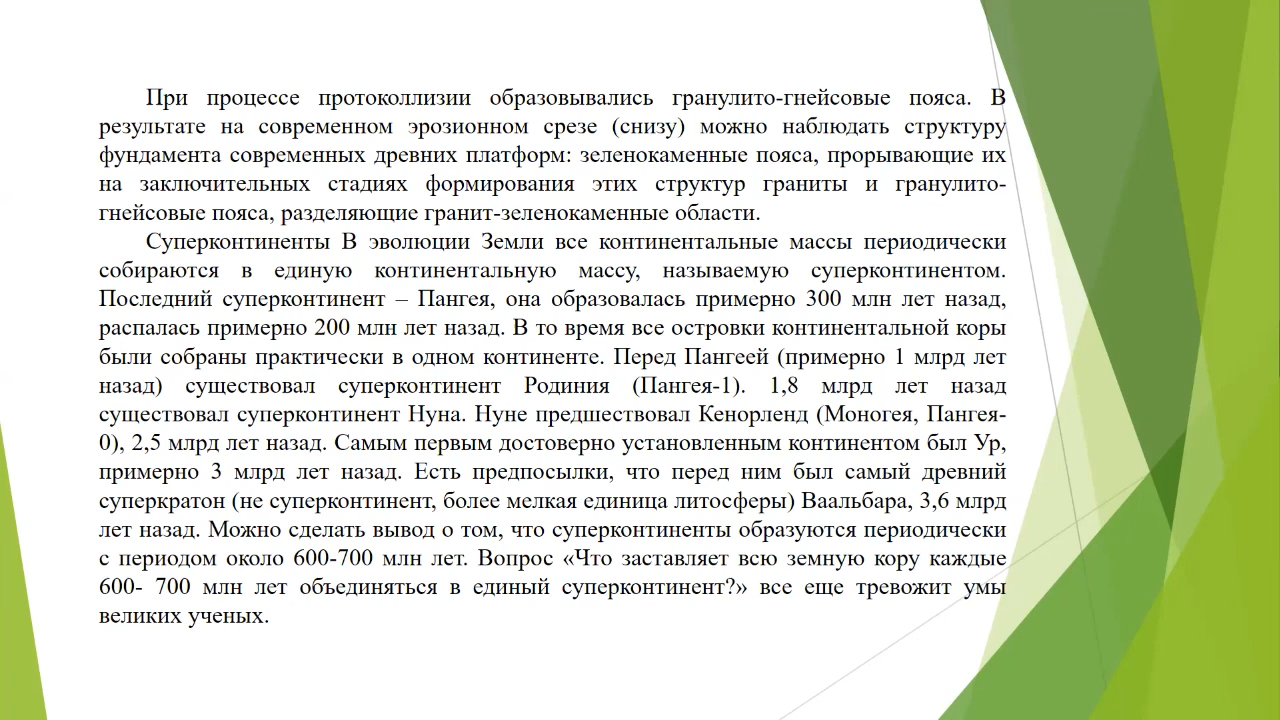 При процессе протоколлизии образовывались гранулито-гнейсовые пояса. В
результате на современном эрозионном срезе (снизу) можно наблюдать структуру
фундамента современных древних платформ: зеленокаменные пояса, прорывающие их
на заключительных стадиях формирования этих структур граниты и гранулито-
гнейсовые пояса, разделяющие гранит-зеленокаменные области.
Суперконтиненты В эволюции Земли все континентальные массы периодически
собираются в единую континентальную массу, называемую суперконтинентом.
Последний суперконтинент – Пангея, она образовалась примерно 300 млн лет назад,
распалась примерно 200 млн лет назад. В то время все островки континентальной коры
были собраны практически в одном континенте. Перед Пангеей (примерно 1 млрд лет
назад) существовал суперконтинент Родиния (Пангея-1). 1,8 млрд лет назад
существовал суперконтинент Нуна. Нуне предшествовал Кенорленд (Моногея, Пангея-
0), 2,5 млрд лет назад. Самым первым достоверно установленным континентом был Ур,
примерно 3 млрд лет назад. Есть предпосылки, что перед ним был самый древний
суперкратон (не суперконтинент, более мелкая единица литосферы) Ваальбара, 3,6 млрд
лет назад. Можно сделать вывод о том, что суперконтиненты образуются периодически
с периодом около 600-700 млн лет. Вопрос «Что заставляет всю земную кору каждые
600- 700 млн лет объединяться в единый суперконтинент?» все еще тревожит умы
великих ученых.